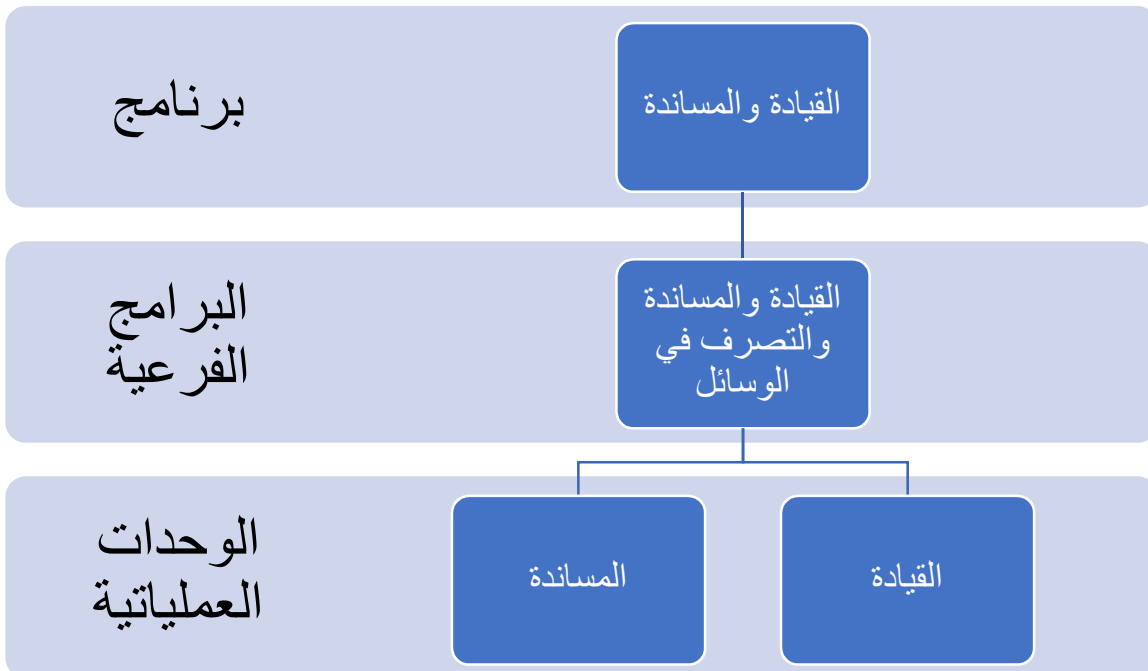 برنامج
القيادة والمساندة
البرامج
الفرعية
القيادة والمساندة
والتصرف في
الوسائل
الوحدات
العملياتية
القيادة
المساندة